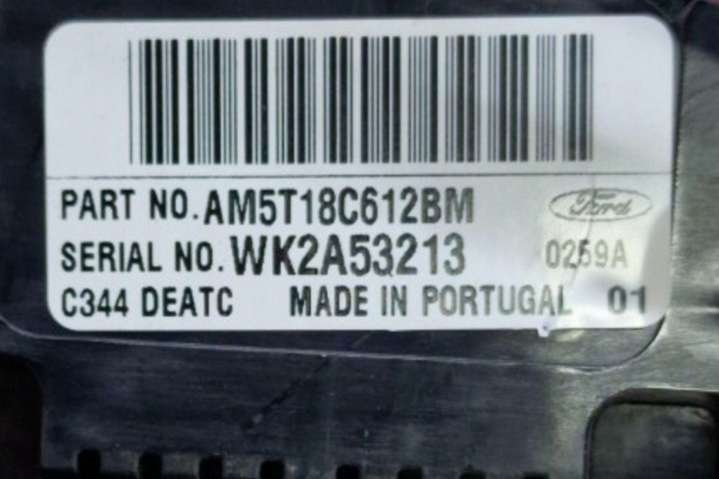 PART NO. AM5T18C612BM Ford
SERIAL NO. WK2A53213 0259A
C344 DEATC MADE IN PORTUGAL 01